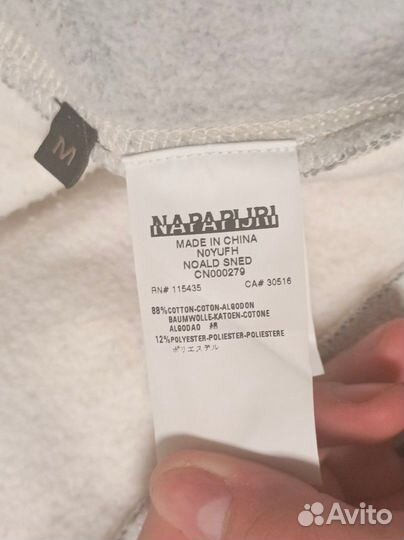 M
NAPAPIJRI
MADE IN CHINA
N0YUFH
NOALD SNED
CN000279
RN# 115435 CA# 30516
88%COTTON-COTON-ALGODON
BAUMWOLLE-KATOEN-COTONE
ALGODAO 綿
12%POLYESTER-POLIESTER-POLIESTERE
ポリエステル
Avito